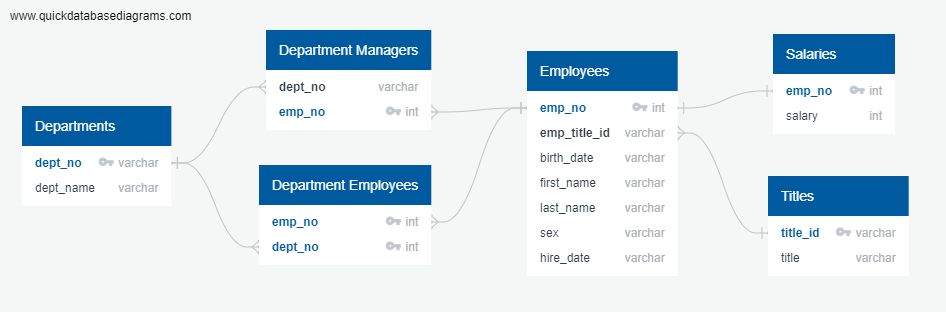 www.quickdatabasediagrams.com
Departments
dept_no varchar
dept_name varchar
Department Managers
dept_no varchar
emp_no int
Department Employees
emp_no int
dept_no int
Employees
emp_no int
emp_title_id varchar
birth_date varchar
first_name varchar
last_name varchar
sex varchar
hire_date varchar
Salaries
emp_no int
salary int
Titles
title_id varchar
title varchar